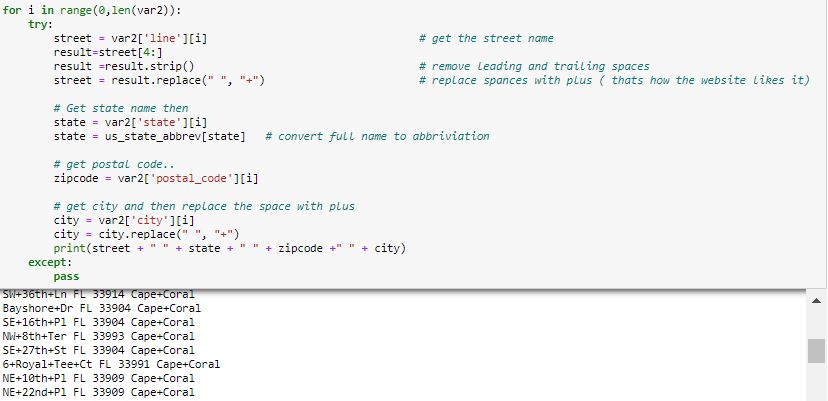 for i in range(0,len(var2)):
    try:
        street = var2['line'][i]                                # get the street name
        result=street[4:]
        result =result.strip()                                  # remove leading and trailing spaces
        street = result.replace(" ", "+")                       # replace spances with plus ( thats how the website likes it)

        # Get state name then
        state = var2['state'][i]
        state = us_state_abbrev[state]   # convert full name to abbriviation

        # get postal code..
        zipcode = var2['postal_code'][i]

        # get city and then replace the space with plus
        city = var2['city'][i]
        city = city.replace(" ", "+")
        print(street + " " + state + " " + zipcode +" " + city)
    except:
        pass
SW+36th+Ln FL 33914 Cape+Coral
Bayshore+Dr FL 33904 Cape+Coral
SE+16th+Pl FL 33904 Cape+Coral
NW+8th+Ter FL 33993 Cape+Coral
SE+27th+St FL 33904 Cape+Coral
6+Royal+Tee+Ct FL 33991 Cape+Coral
NE+10th+Pl FL 33909 Cape+Coral
NE+22nd+Pl FL 33909 Cape+Coral